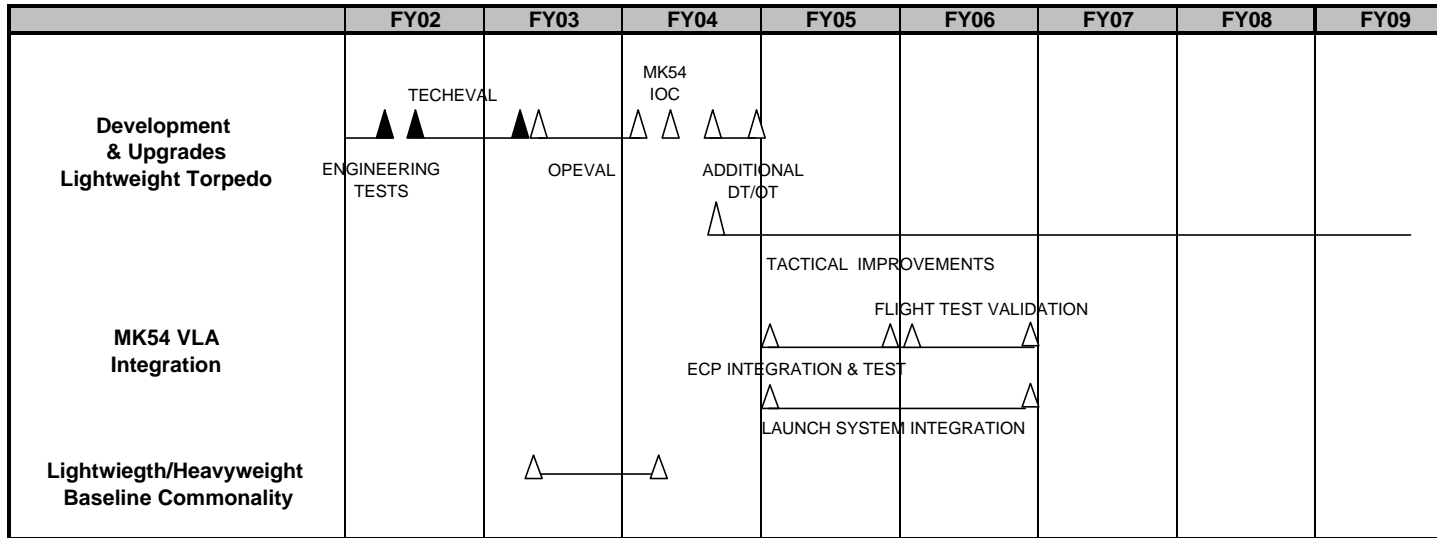 FY02 FY03 FY04 FY05 FY06 FY07 FY08 FY09
MK54
IOC
TECHEVAL
Development
& Upgrades
Lightweight Torpedo
ENGINEERING
TESTS
OPEVAL
ADDITIONAL
DT/OT
TACTICAL IMPROVEMENTS
FLIGHT TEST VALIDATION
MK54 VLA
Integration
ECP INTEGRATION & TEST
LAUNCH SYSTEM INTEGRATION
Lightwiegth/Heavyweight
Baseline Commonality